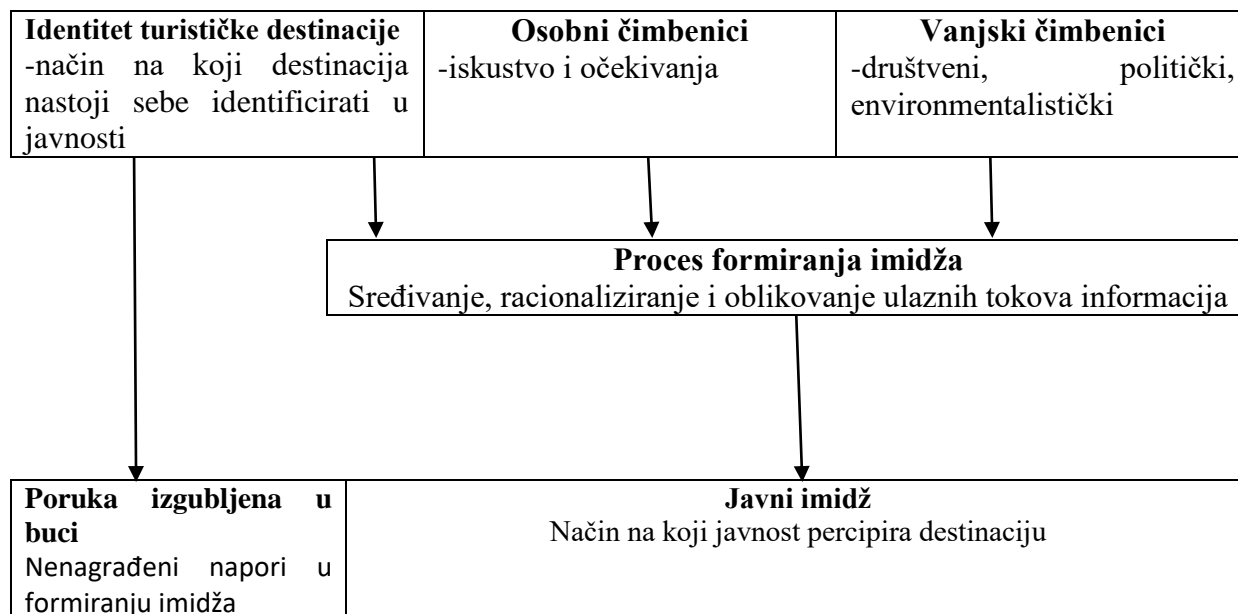 Identitet turističke destinacije
-način na koji destinacija
nastoji sebe identificirati u
javnosti
Osobni čimbenici
-iskustvo i očekivanja
Vanjski čimbenici
-društveni, politički,
environmentalistički
Proces formiranja imidža
Sređivanje, racionaliziranje i oblikovanje ulaznih tokova informacija
Poruka izgubljena u
buci
Nenagrađeni napori u
formiranju imidža
Javni imidž
Način na koji javnost percipira destinaciju